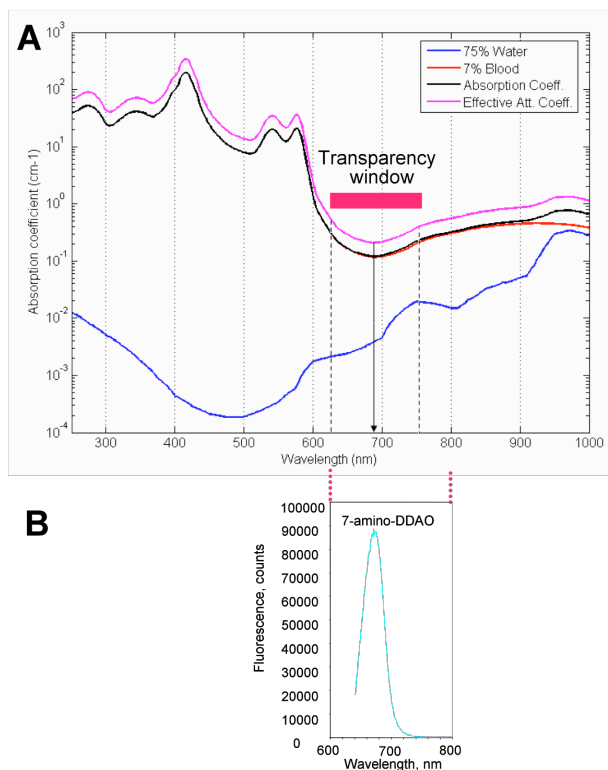 A
75% Water
7% Blood
Absorption Coeff.
Effective Att. Coeff.
Transparency
window
Absorption coefficient (cm-1)
10^3
10^2
10^1
10^0
10^-1
10^-2
10^-3
10^-4
300 400 500 600 700 800 900 1000
Wavelength (nm)
B
7-amino-DDAO
Fluorescence, counts
100000
90000
80000
70000
60000
50000
40000
30000
20000
10000
0
600 700 800
Wavelength, nm